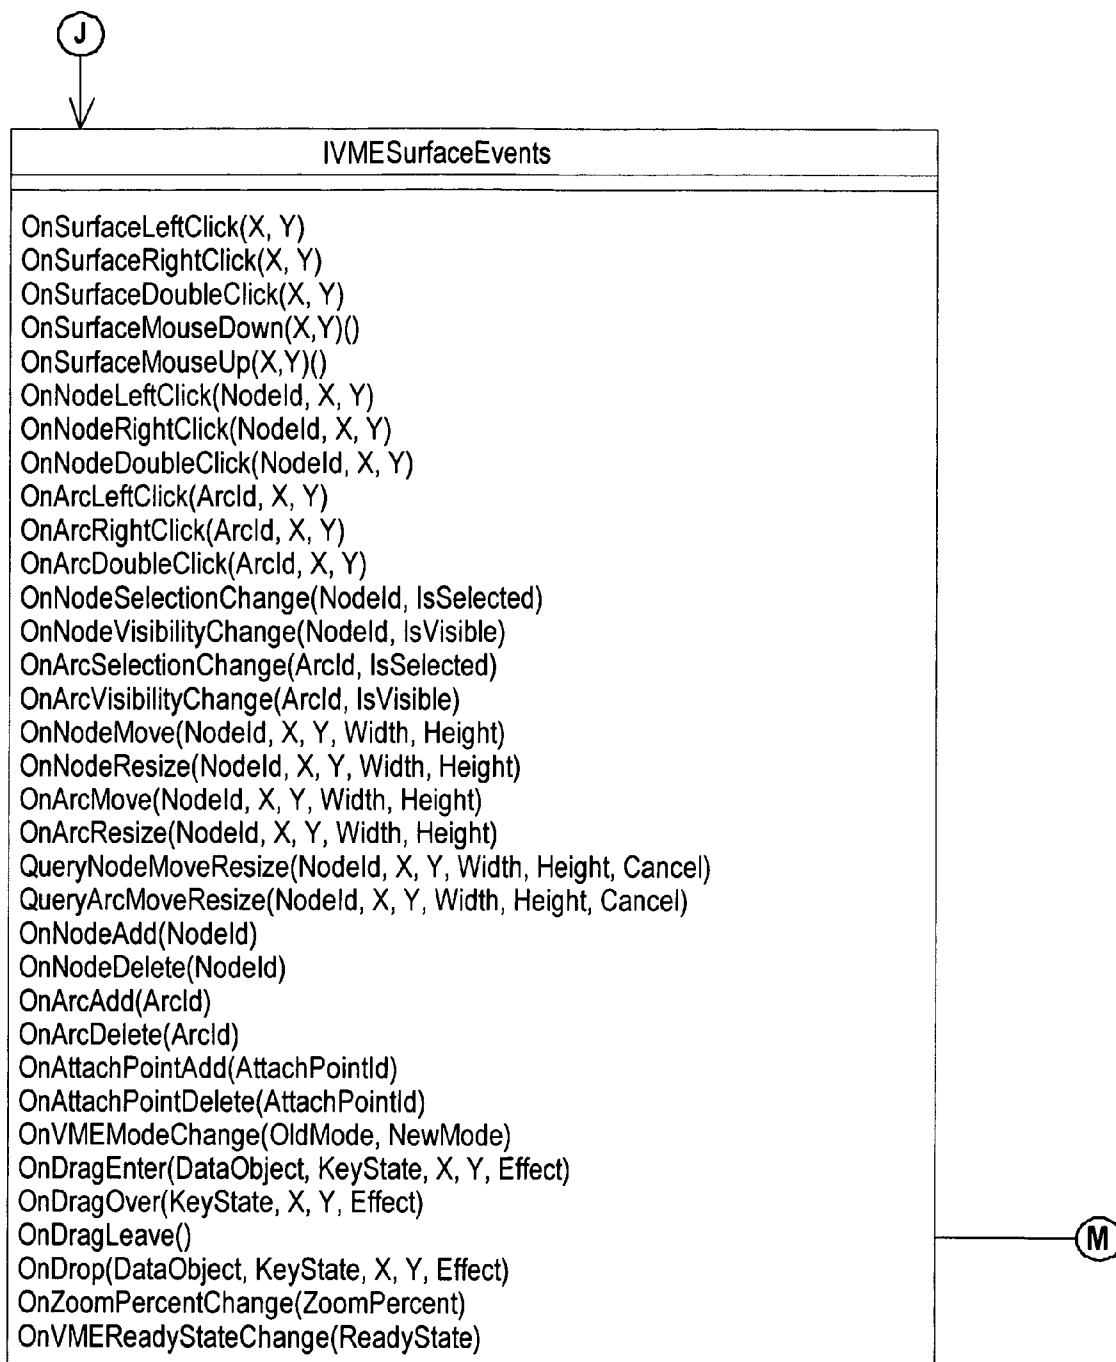 J
IVMESurfaceEvents
OnSurfaceLeftClick(X, Y)
OnSurfaceRightClick(X, Y)
OnSurfaceDoubleClick(X, Y)
OnSurfaceMouseDown(X,Y)()
OnSurfaceMouseUp(X,Y)()
OnNodeLeftClick(NodeId, X, Y)
OnNodeRightClick(NodeId, X, Y)
OnNodeDoubleClick(NodeId, X, Y)
OnArcLeftClick(ArcId, X, Y)
OnArcRightClick(ArcId, X, Y)
OnArcDoubleClick(ArcId, X, Y)
OnNodeSelectionChange(NodeId, IsSelected)
OnNodeVisibilityChange(NodeId, IsVisible)
OnArcSelectionChange(ArcId, IsSelected)
OnArcVisibilityChange(ArcId, IsVisible)
OnNodeMove(NodeId, X, Y, Width, Height)
OnNodeResize(NodeId, X, Y, Width, Height)
OnArcMove(NodeId, X, Y, Width, Height)
OnArcResize(NodeId, X, Y, Width, Height)
QueryNodeMoveResize(NodeId, X, Y, Width, Height, Cancel)
QueryArcMoveResize(NodeId, X, Y, Width, Height, Cancel)
OnNodeAdd(NodeId)
OnNodeDelete(NodeId)
OnArcAdd(ArcId)
OnArcDelete(ArcId)
OnAttachPointAdd(AttachPointId)
OnAttachPointDelete(AttachPointId)
OnVMEModeChange(OldMode, NewMode)
OnDragEnter(DataObject, KeyState, X, Y, Effect)
OnDragOver(KeyState, X, Y, Effect)
OnDragLeave()
M
OnDrop(DataObject, KeyState, X, Y, Effect)
OnZoomPercentChange(ZoomPercent)
OnVMEReadyStateChange(ReadyState)